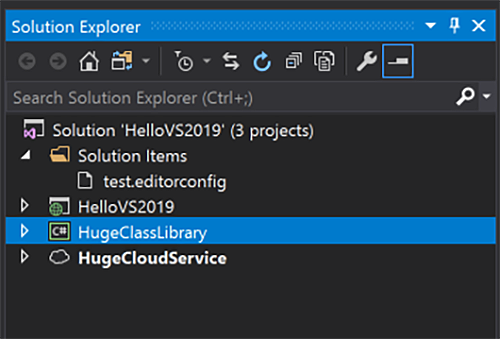 Solution Explorer
Search Solution Explorer (Ctrl+;)
Solution 'HelloVS2019' (3 projects)
Solution Items
test.editorconfig
HelloVS2019
C# HugeClassLibrary
HugeCloudService